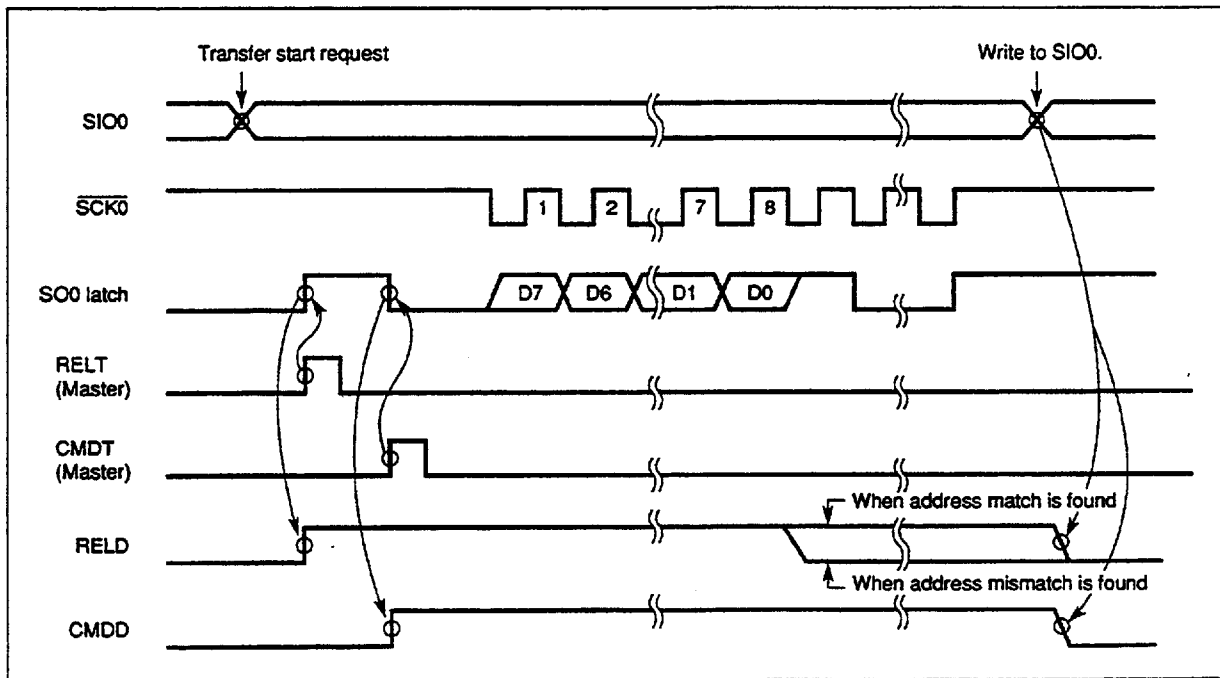 Transfer start request
Write to SIO0.
SIO0
SCK0
1 2 7 8
SO0 latch
D7 D6 D1 D0
RELT
(Master)
CMDT
(Master)
When address match is found
RELD
When address mismatch is found
CMDD